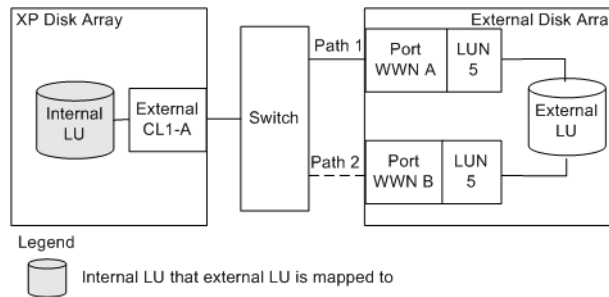 XP Disk Array
External Disk Array
Internal
LU
External
CL1-A
Switch
Path 1
Port
WWN A
LUN
5
External
LU
Path 2
Port
WWN B
LUN
5
Legend
Internal LU that external LU is mapped to